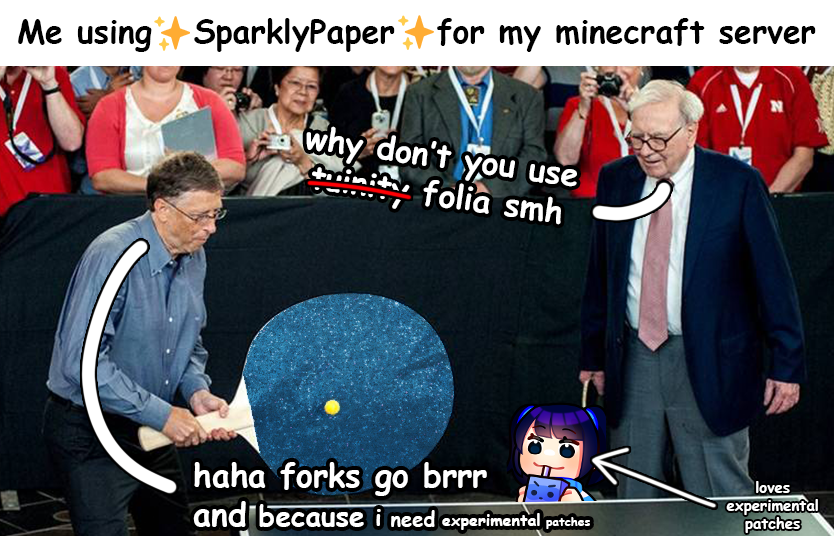 Me using✨SparklyPaper✨for my minecraft server
why don't you use
tuinity folia smh
haha forks go brrr
and because i need experimental patches
loves
experimental
patches
N